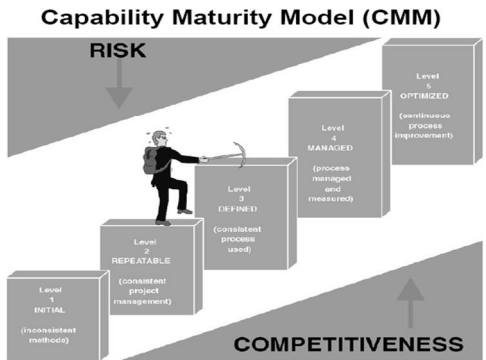 Capability Maturity Model (CMM)
RISK
Level
5
OPTIMIZED
(continuous
process
improvement)
Level
4
MANAGED
(process
managed
and
measured)
Level
3
DEFINED
(consistent
process
used)
Level
2
REPEATABLE
(consistent
project
management)
Level
1
INITIAL
(inconsistent
methods)
COMPETITIVENESS